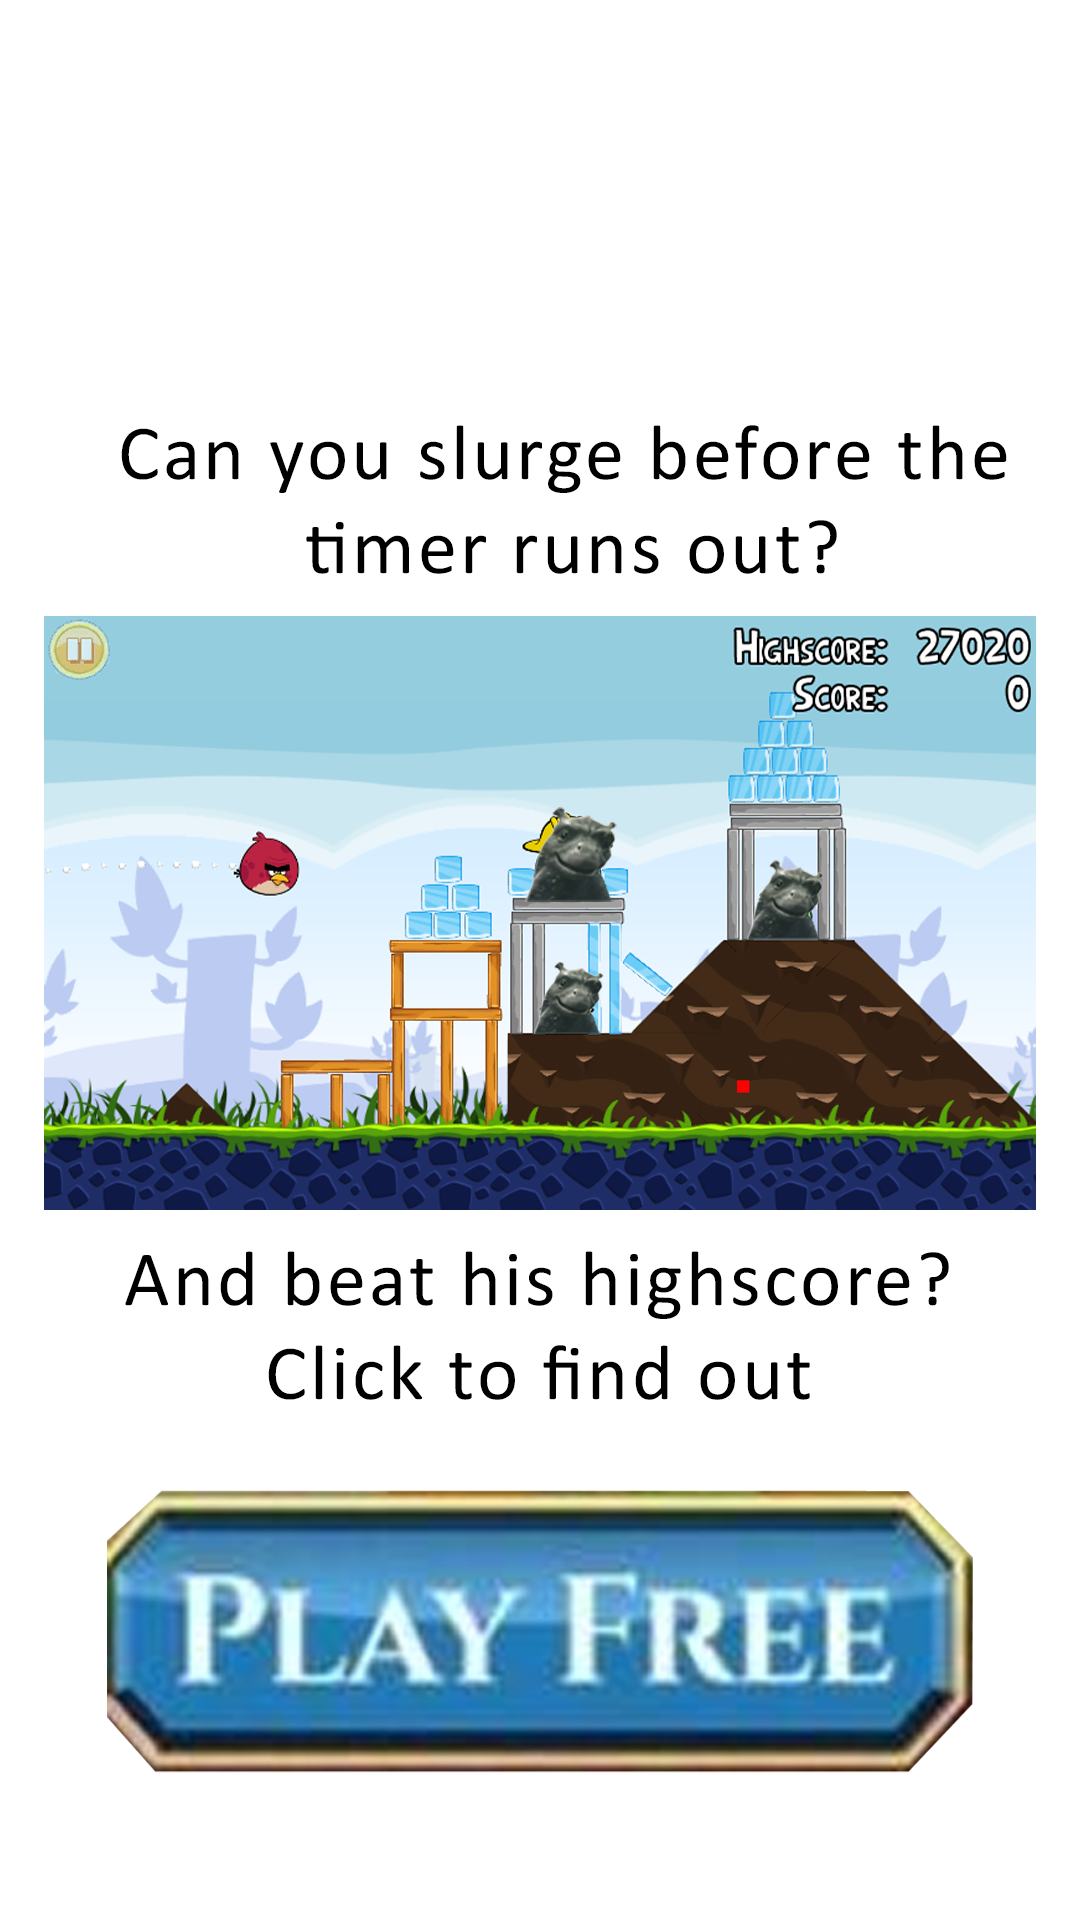 Can you slurge before the
timer runs out?
HIGHSCORE: 27020
SCORE: 0
And beat his highscore?
Click to find out
PLAY FREE